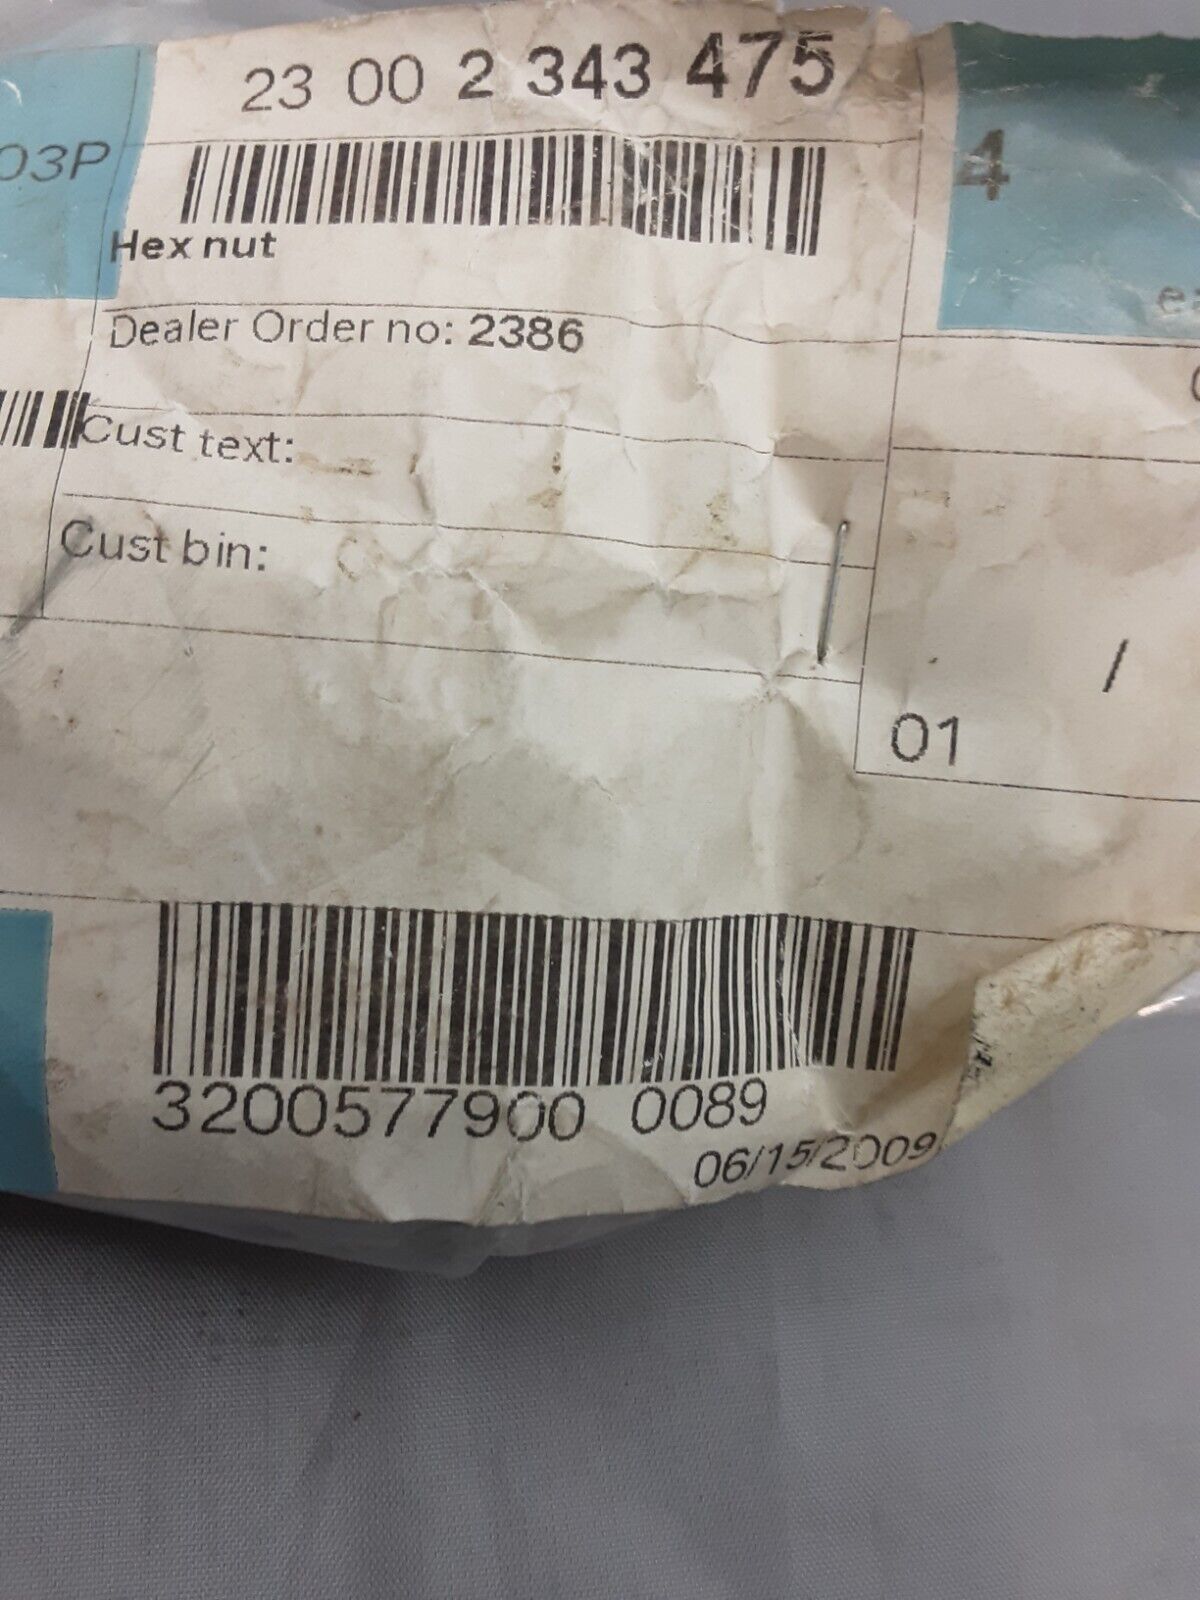 23 00 2 343 475
03P
4
Hex nut
Dealer Order no: 2386
Cust text:
Cust bin:
/
01
3200577900 0089
06/15/2009